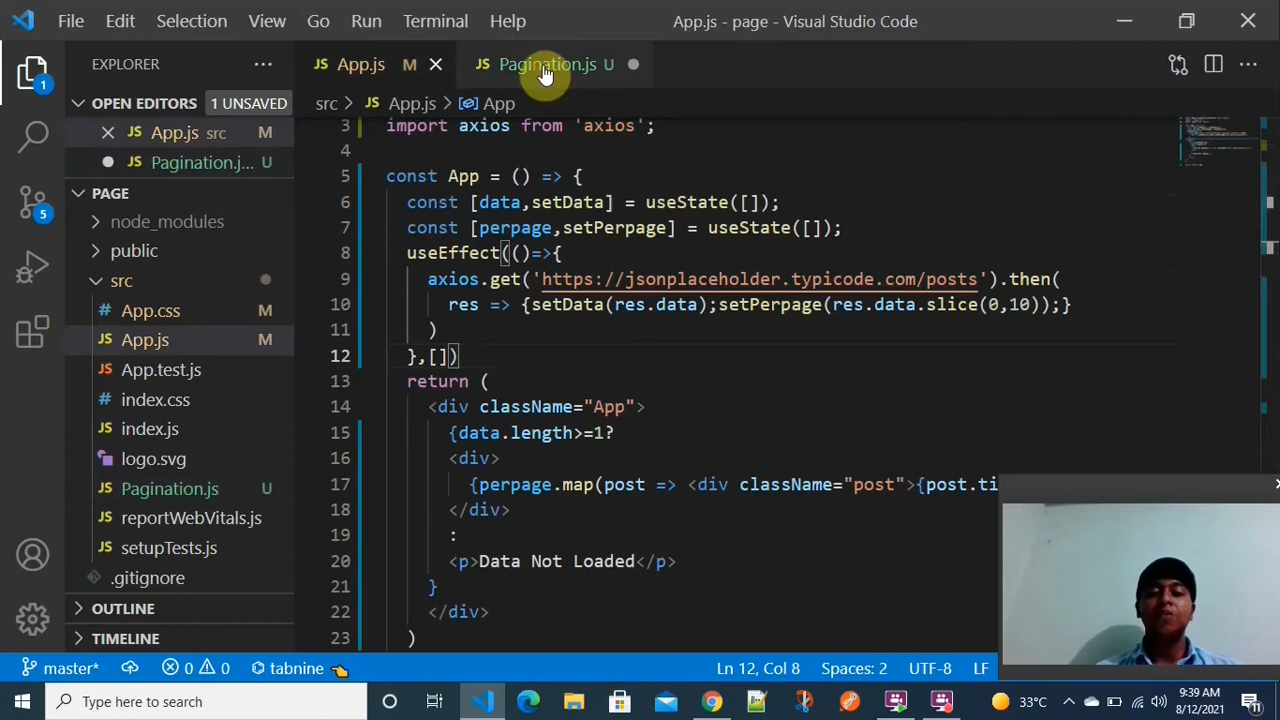 File Edit Selection View Go Run Terminal Help App.js - page - Visual Studio Code
EXPLORER
OPEN EDITORS 1 UNSAVED
App.js src M
Pagination.j... U
PAGE
node_modules
public
src
App.css M
App.js M
App.test.js
index.css
index.js
logo.svg
Pagination.js U
reportWebVitals.js
setupTests.js
.gitignore
OUTLINE
TIMELINE
1
5
JS App.js M JS Pagination.js U
src JS App.js App
3 import axios from 'axios';
4
5 const App = () => {
6 const [data,setData] = useState([]);
7 const [perpage,setPerpage] = useState([]);
8 useEffect(()=>{
9 axios.get('https://jsonplaceholder.typicode.com/posts').then(
10 res => {setData(res.data);setPerpage(res.data.slice(0,10));}
11 )
12 },[])
13 return (
14 <div className="App">
15 {data.length>=1?
16 <div>
17 {perpage.map(post => <div className="post">{post.ti
18 </div>
19 :
20 <p>Data Not Loaded</p>
21 }
22 </div>
23 )
master* 0 0 tabnine Ln 12, Col 8 Spaces: 2 UTF-8 LF
Type here to search
33°C
9:39 AM
8/12/2021
11